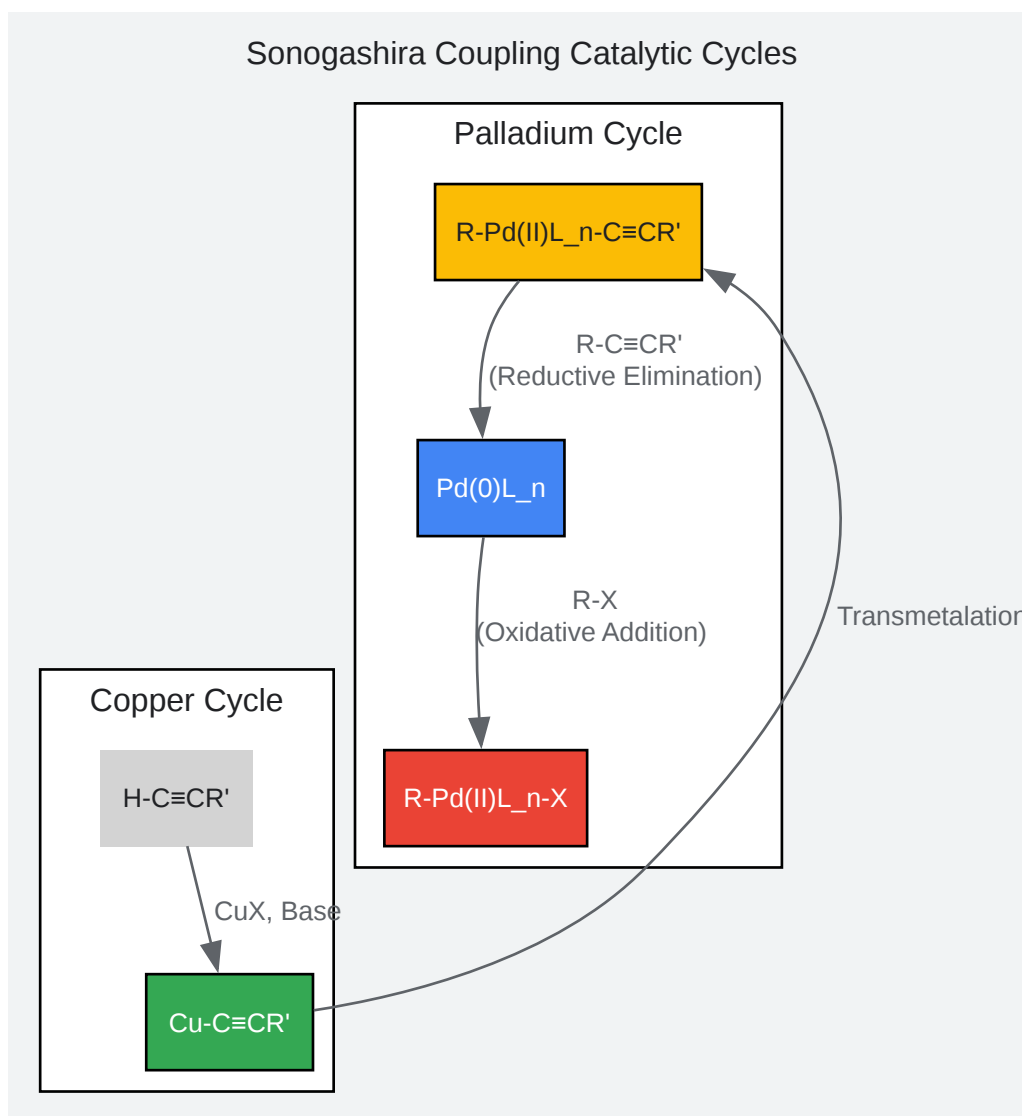 Sonogashira Coupling Catalytic Cycles
Palladium Cycle
R-Pd(II)L_n-C≡CR'
R-C≡CR'
(Reductive Elimination)
Pd(0)L_n
R-X
(Oxidative Addition)
Transmetalation
R-Pd(II)L_n-X
Copper Cycle
H-C≡CR'
CuX, Base
Cu-C≡CR'